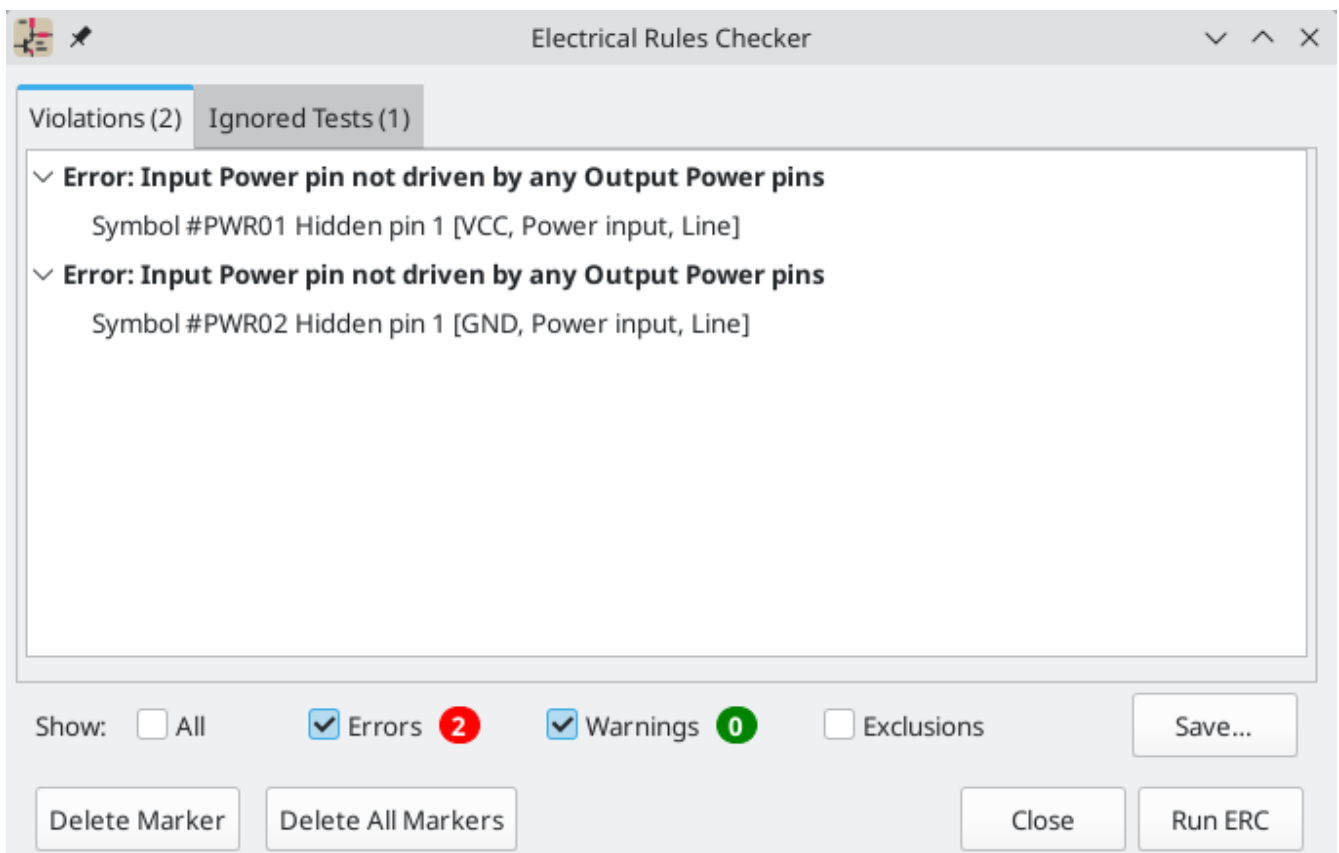 Electrical Rules Checker
Violations (2)
Ignored Tests (1)
Error: Input Power pin not driven by any Output Power pins
Symbol #PWR01 Hidden pin 1 [VCC, Power input, Line]
Error: Input Power pin not driven by any Output Power pins
Symbol #PWR02 Hidden pin 1 [GND, Power input, Line]
Show: All Errors 2 Warnings 0 Exclusions Save...
Delete Marker Delete All Markers Close Run ERC